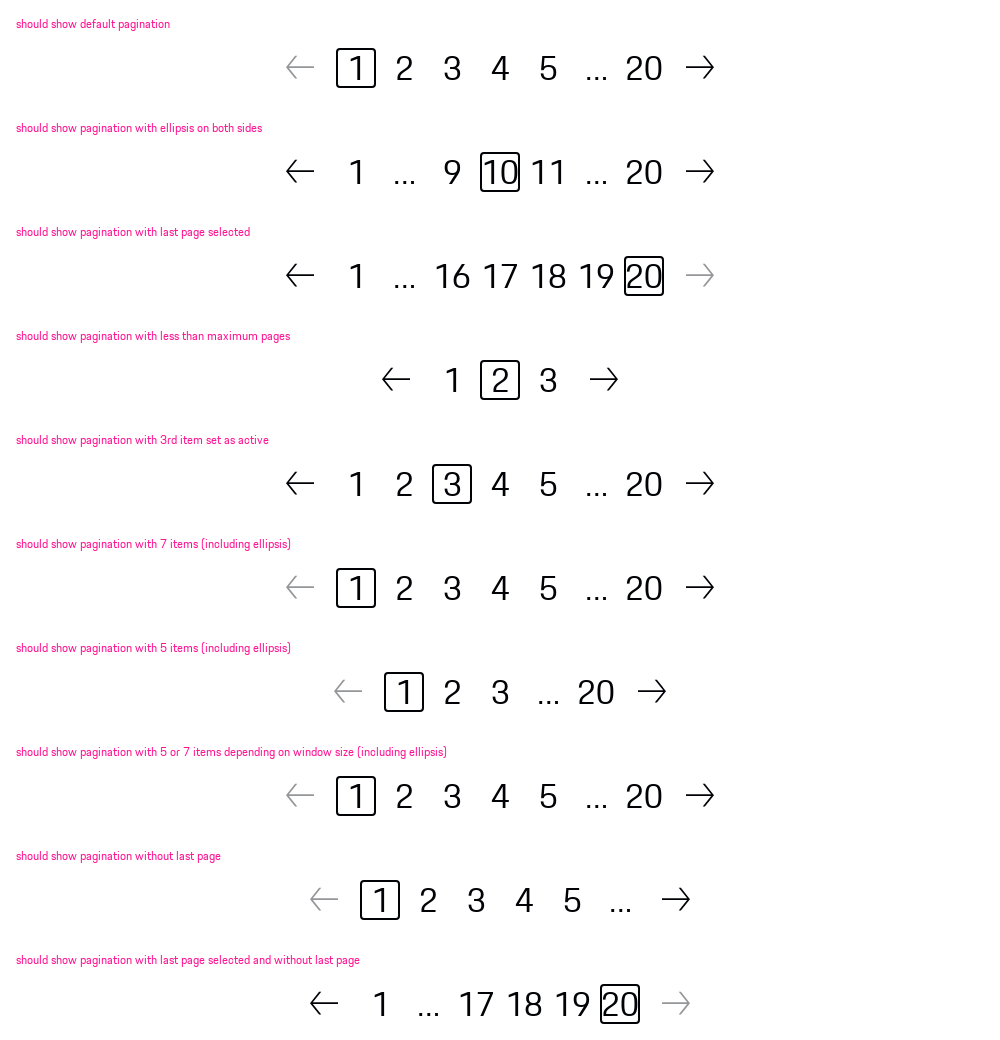 should show default pagination
← 1 2 3 4 5 ... 20 →
should show pagination with ellipsis on both sides
← 1 ... 9 10 11 ... 20 →
should show pagination with last page selected
← 1 ... 16 17 18 19 20 →
should show pagination with less than maximum pages
← 1 2 3 →
should show pagination with 3rd item set as active
← 1 2 3 4 5 ... 20 →
should show pagination with 7 items (including ellipsis)
← 1 2 3 4 5 ... 20 →
should show pagination with 5 items (including ellipsis)
← 1 2 3 ... 20 →
should show pagination with 5 or 7 items depending on window size (including ellipsis)
← 1 2 3 4 5 ... 20 →
should show pagination without last page
← 1 2 3 4 5 ... →
should show pagination with last page selected and without last page
← 1 ... 17 18 19 20 →